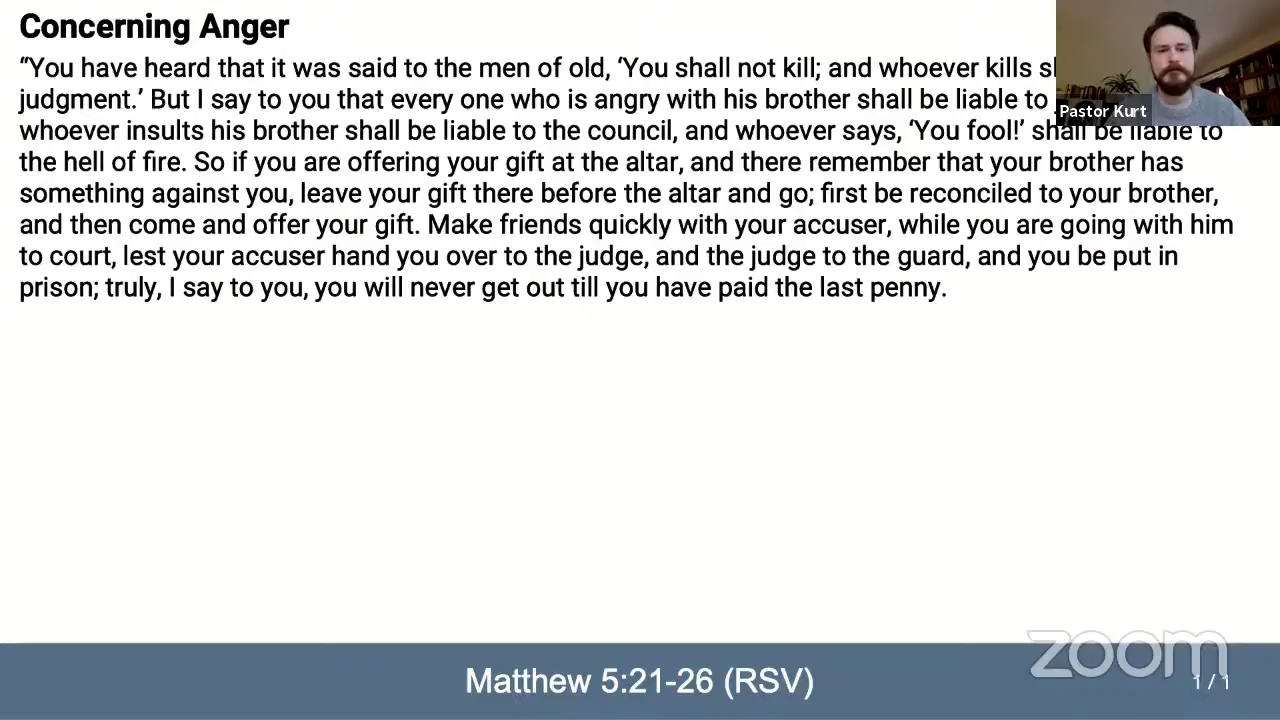 Concerning Anger
“You have heard that it was said to the men of old, ‘You shall not kill; and whoever kills
judgment.’ But I say to you that every one who is angry with his brother shall be liable to
Pastor Kurt
whoever insults his brother shall be liable to the council, and whoever says, ‘You fool!’ shall be liable to
the hell of fire. So if you are offering your gift at the altar, and there remember that your brother has
something against you, leave your gift there before the altar and go; first be reconciled to your brother,
and then come and offer your gift. Make friends quickly with your accuser, while you are going with him
to court, lest your accuser hand you over to the judge, and the judge to the guard, and you be put in
prison; truly, I say to you, you will never get out till you have paid the last penny.
zoom
Matthew 5:21-26 (RSV)
1 / 1